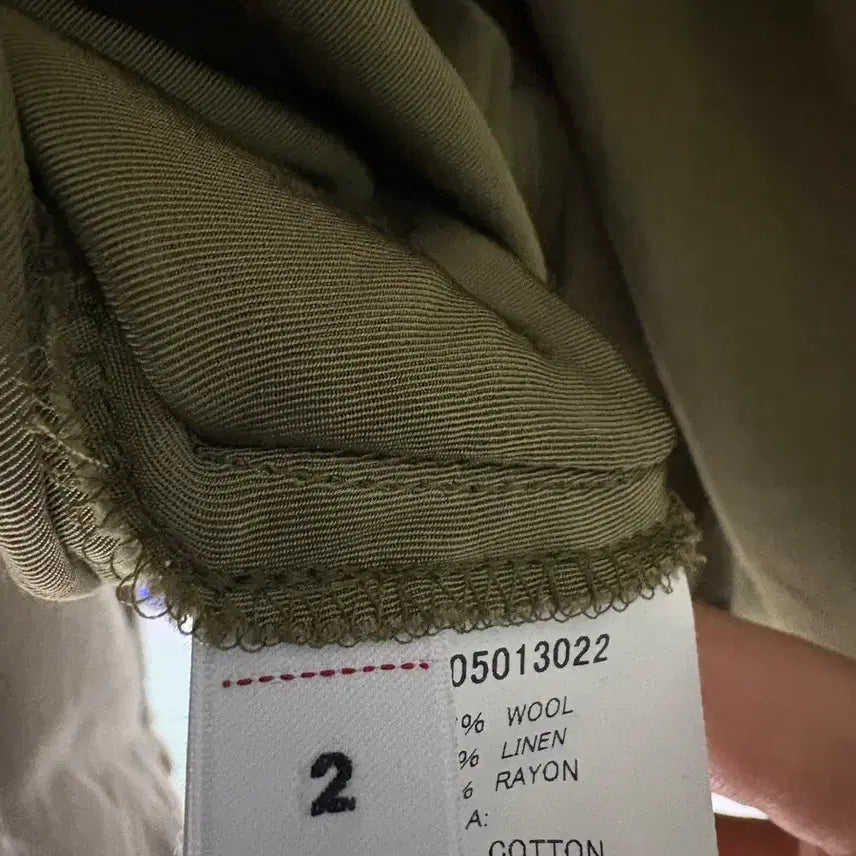 05013022
% WOOL
% LINEN
% RAYON
A:
COTTON
2